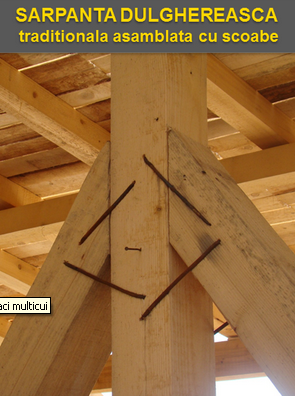 SARPANTA DULGHEREASCA
traditionala asamblata cu scoabe
aci multicui